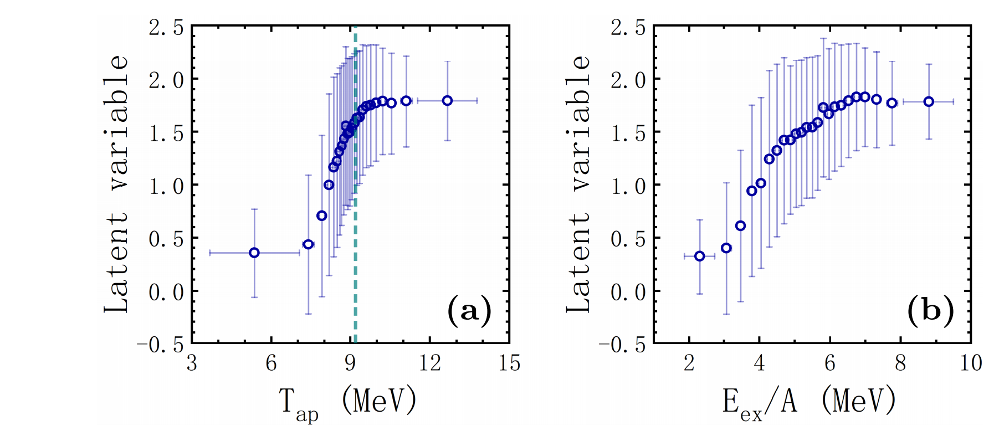 Latent variable
2.5
2.0
1.5
1.0
0.5
0.0
−0.5
3 6 9 12 15
T_ap (MeV)
(a)
Latent variable
2.5
2.0
1.5
1.0
0.5
0.0
−0.5
2 4 6 8 10
E_ex/A (MeV)
(b)